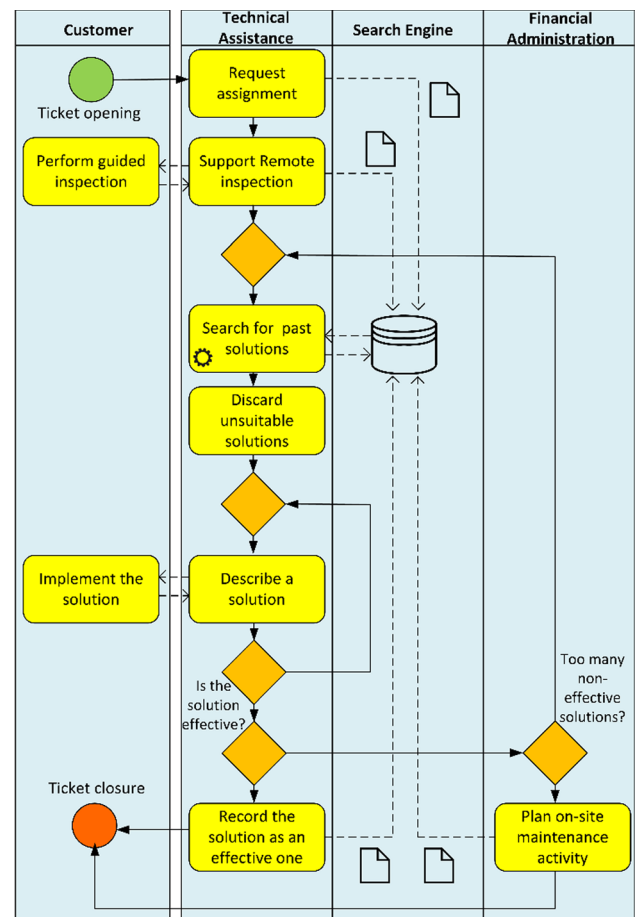 Customer
Technical
Assistance
Search Engine
Financial
Administration
Ticket opening
Request
assignment
Perform guided
inspection
Support Remote
inspection
Search for past
solutions
Discard
unsuitable
solutions
Implement the
solution
Describe a
solution
Is the
solution
effective?
Too many
non-
effective
solutions?
Ticket closure
Record the
solution as an
effective one
Plan on-site
maintenance
activity